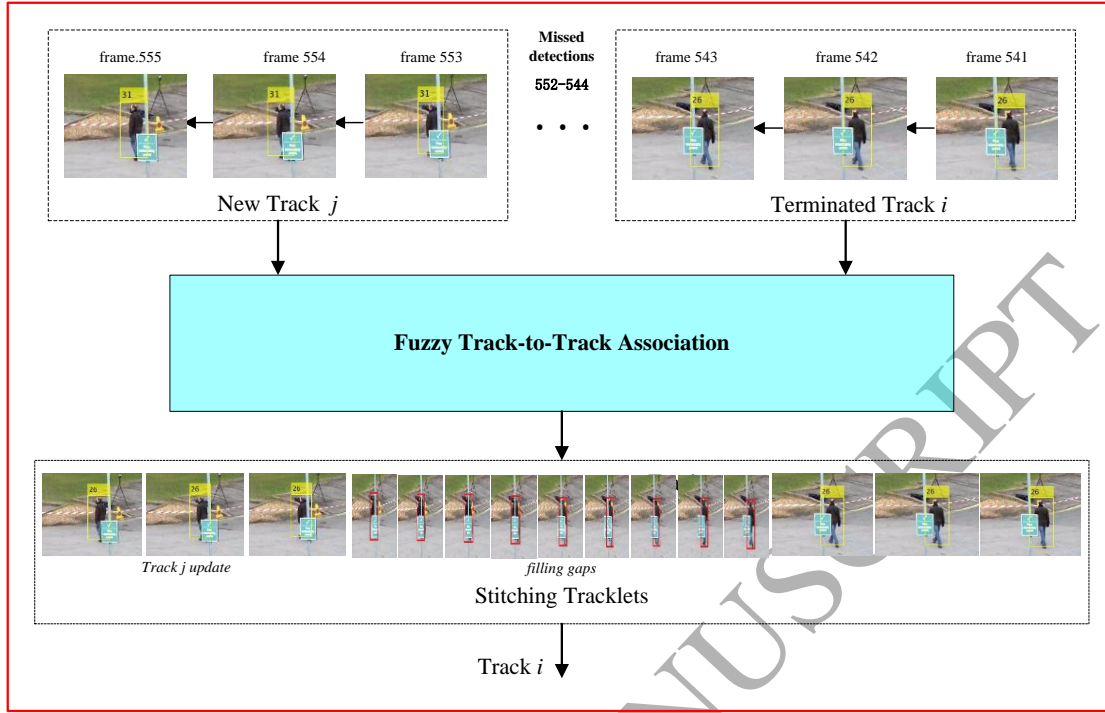 Missed
detections
552-544
frame.555
frame 554
frame 553
frame 543
frame 542
frame 541
31
31
31
26
26
26
• • •
New Track j
Terminated Track i
Fuzzy Track-to-Track Association
26
26
26
26
26
26
Track j update
filling gaps
Stitching Tracklets
Track i
NUSCRIPT